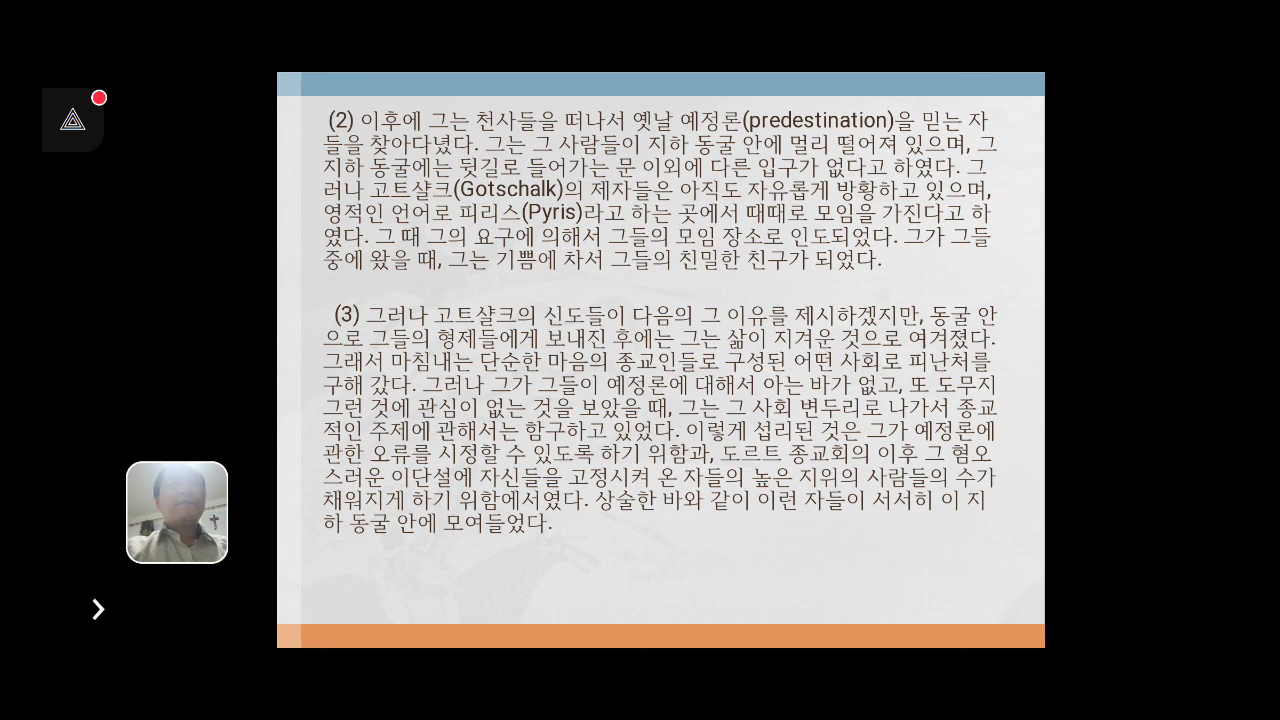 (2) 이후에 그는 천사들을 떠나서 옛날 예정론(predestination)을 믿는 자
들을 찾아다녔다. 그는 그 사람들이 지하 동굴 안에 멀리 떨어져 있으며, 그
지하 동굴에는 뒷길로 들어가는 문 이외에 다른 입구가 없다고 하였다. 그
러나 고트샬크(Gotschalk)의 제자들은 아직도 자유롭게 방황하고 있으며,
영적인 언어로 피리스(Pyris)라고 하는 곳에서 때때로 모임을 가진다고 하
였다. 그 때 그의 요구에 의해서 그들의 모임 장소로 인도되었다. 그가 그들
중에 왔을 때, 그는 기쁨에 차서 그들의 친밀한 친구가 되었다.
(3) 그러나 고트샬크의 신도들이 다음의 그 이유를 제시하겠지만, 동굴 안
으로 그들의 형제들에게 보내진 후에는 그는 삶이 지겨운 것으로 여겨졌다.
그래서 마침내는 단순한 마음의 종교인들로 구성된 어떤 사회로 피난처를
구해 갔다. 그러나 그가 그들이 예정론에 대해서 아는 바가 없고, 또 도무지
그런 것에 관심이 없는 것을 보았을 때, 그는 그 사회 변두리로 나가서 종교
적인 주제에 관해서는 함구하고 있었다. 이렇게 섭리된 것은 그가 예정론에
관한 오류를 시정할 수 있도록 하기 위함과, 도르트 종교회의 이후 그 혐오
스러운 이단설에 자신들을 고정시켜 온 자들의 높은 지위의 사람들의 수가
채워지게 하기 위함에서였다. 상술한 바와 같이 이런 자들이 서서히 이 지
하 동굴 안에 모여들었다.